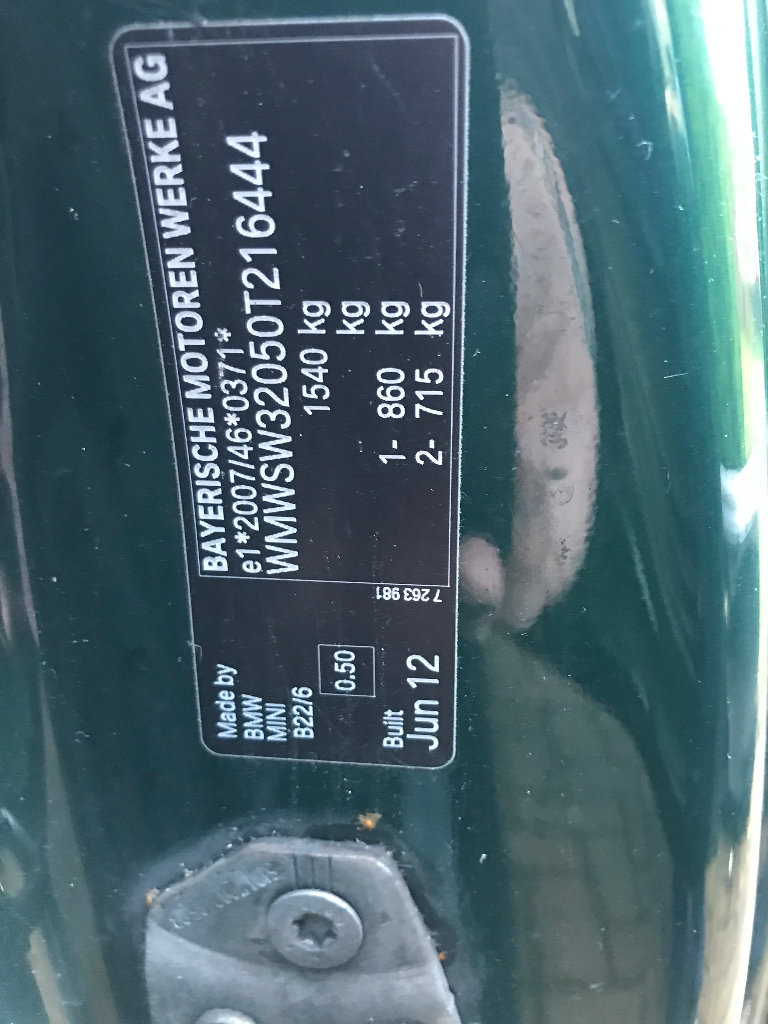 BAYERISCHE MOTOREN WERKE AG
e1*2007/46*0371*
WMWSW32050T216444
1540 kg
kg
1- 860 kg
2- 715 kg
7 263 981
Made by
BMW
MINI
B22/6
0.50
Built
Jun 12